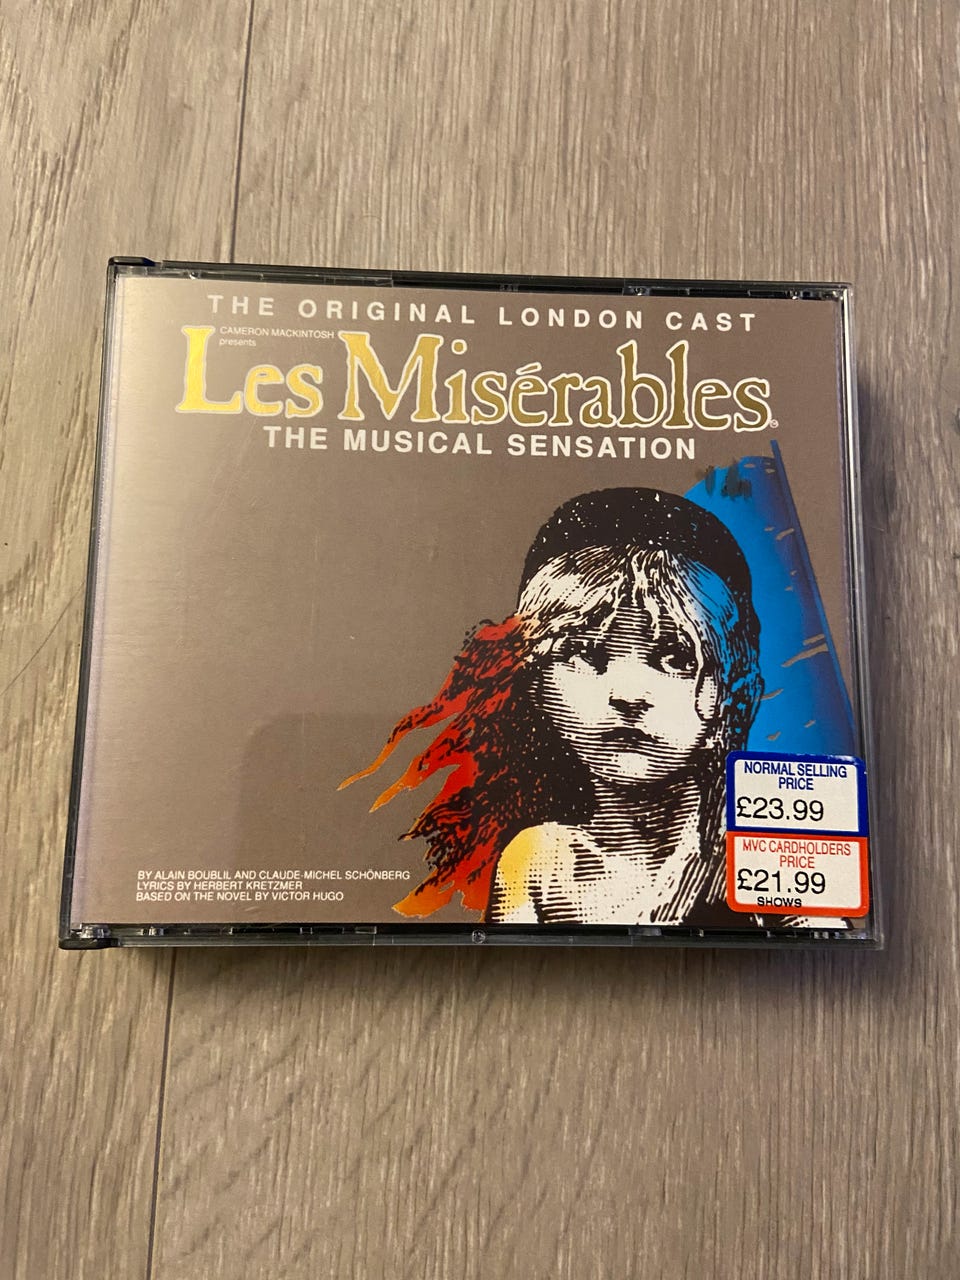 THE ORIGINAL LONDON CAST
CAMERON MACKINTOSH
presents
Les Misérables
THE MUSICAL SENSATION
NORMAL SELLING
PRICE
£23.99
MVC CARDHOLDERS
PRICE
£21.99
SHOWS
BY ALAIN BOUBLIL AND CLAUDE-MICHEL SCHÖNBERG
LYRICS BY HERBERT KRETZMER
BASED ON THE NOVEL BY VICTOR HUGO